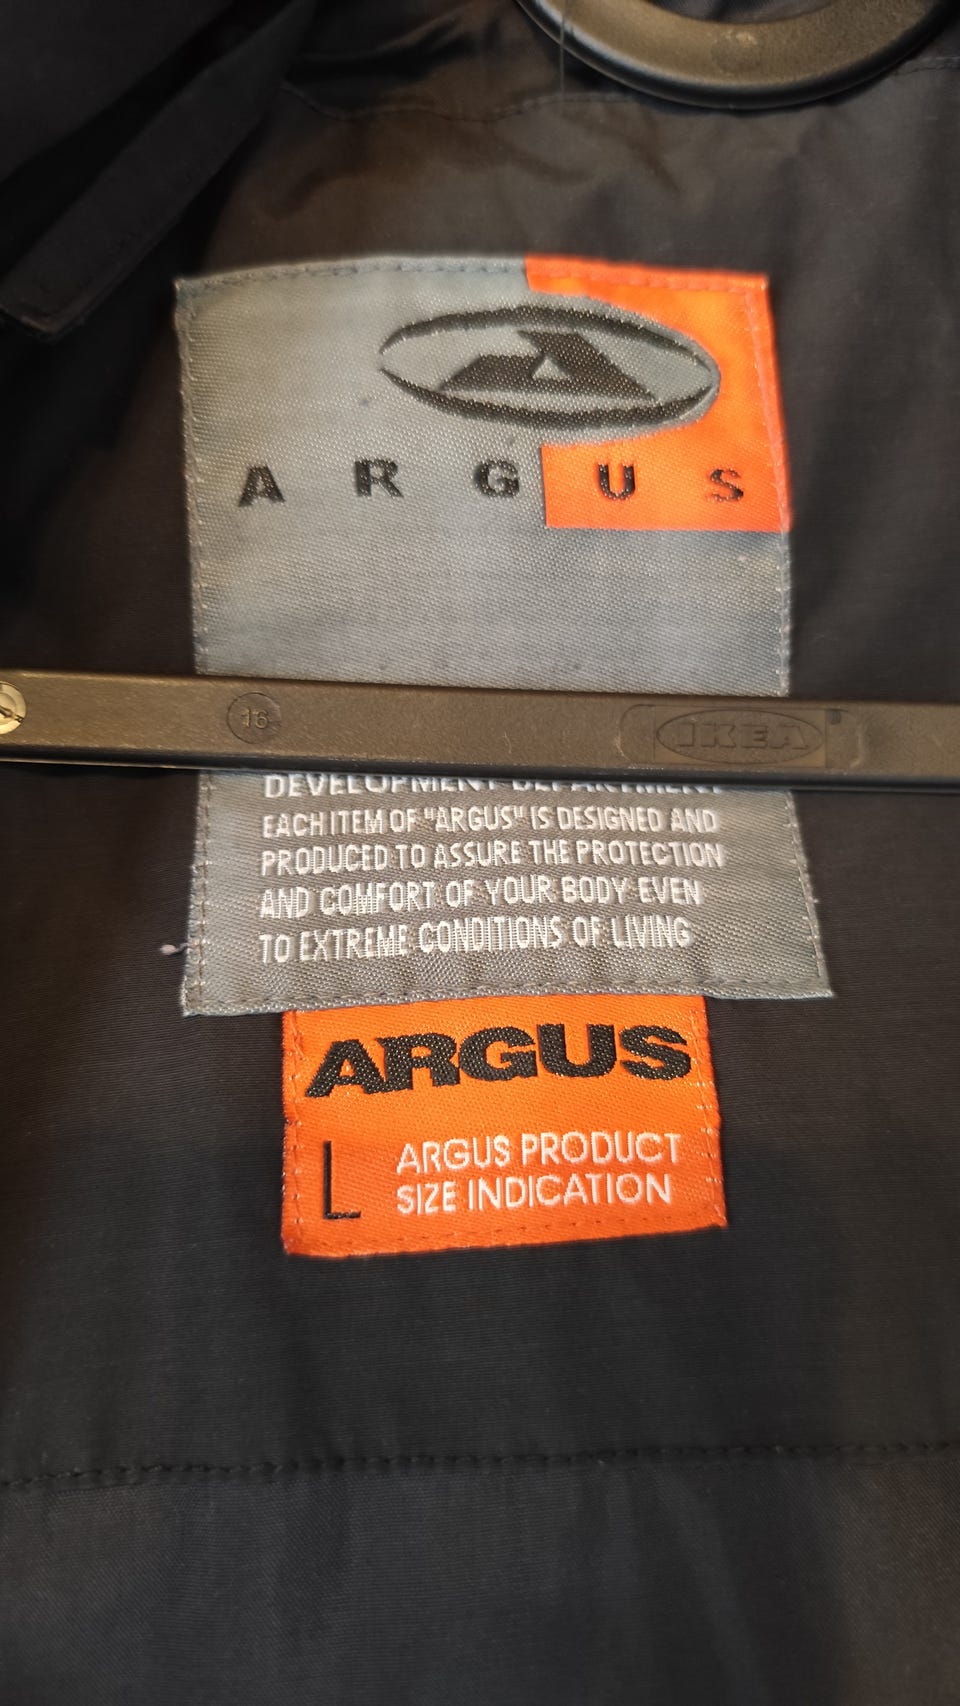 ARGUS
16
IKEA
DEVELOPMENT DEPARTMENT
EACH ITEM OF "ARGUS" IS DESIGNED AND
PRODUCED TO ASSURE THE PROTECTION
AND COMFORT OF YOUR BODY EVEN
TO EXTREME CONDITIONS OF LIVING
ARGUS
L
ARGUS PRODUCT
SIZE INDICATION